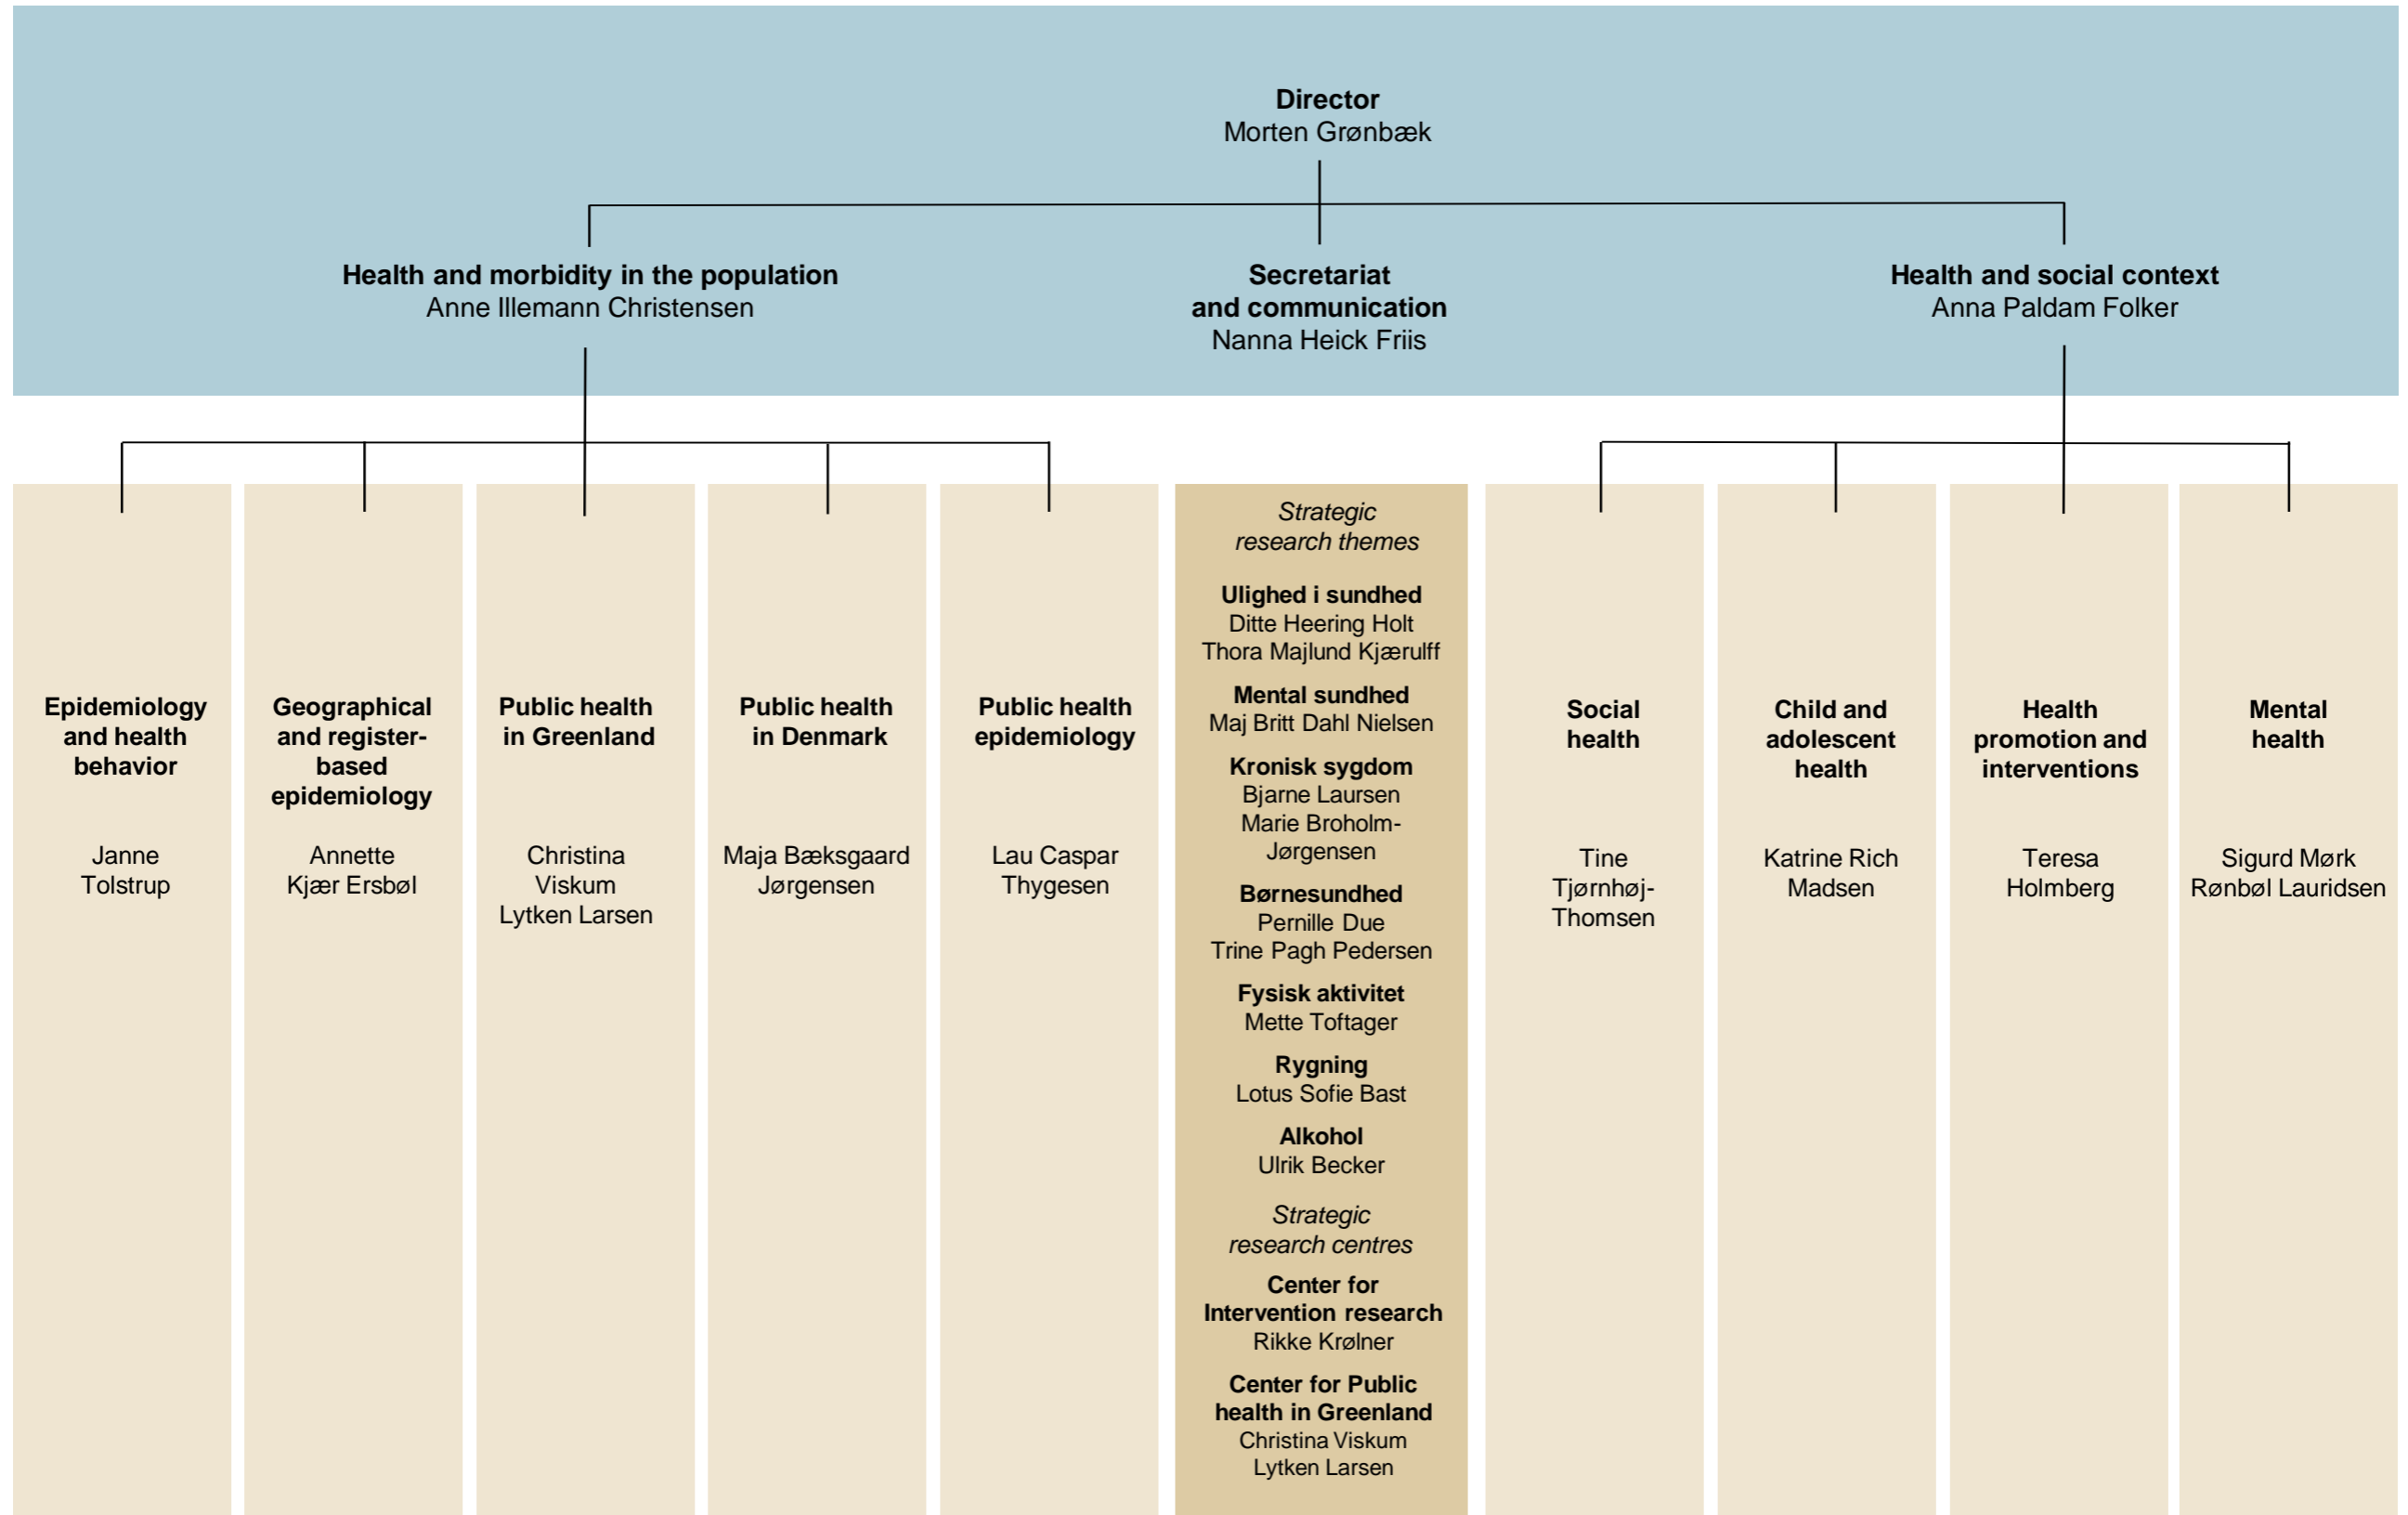 Director
Morten Grønbæk
Health and morbidity in the population
Anne Illemann Christensen
Secretariat
and communication
Nanna Heick Friis
Health and social context
Anna Paldam Folker
Epidemiology
and health
behavior
Janne
Tolstrup
Geographical
and register-
based
epidemiology
Annette
Kjær Ersbøl
Public health
in Greenland
Christina
Viskum
Lytken Larsen
Public health
in Denmark
Maja Bæksgaard
Jørgensen
Public health
epidemiology
Lau Caspar
Thygesen
Strategic
research themes
Ulighed i sundhed
Ditte Heering Holt
Thora Majlund Kjærulff
Mental sundhed
Maj Britt Dahl Nielsen
Kronisk sygdom
Bjarne Laursen
Marie Broholm-
Jørgensen
Børnesundhed
Pernille Due
Trine Pagh Pedersen
Fysisk aktivitet
Mette Toftager
Rygning
Lotus Sofie Bast
Alkohol
Ulrik Becker
Strategic
research centres
Center for
Intervention research
Rikke Krølner
Center for Public
health in Greenland
Christina Viskum
Lytken Larsen
Social
health
Tine
Tjørnhøj-
Thomsen
Child and
adolescent
health
Katrine Rich
Madsen
Health
promotion and
interventions
Teresa
Holmberg
Mental
health
Sigurd Mørk
Rønbøl Lauridsen